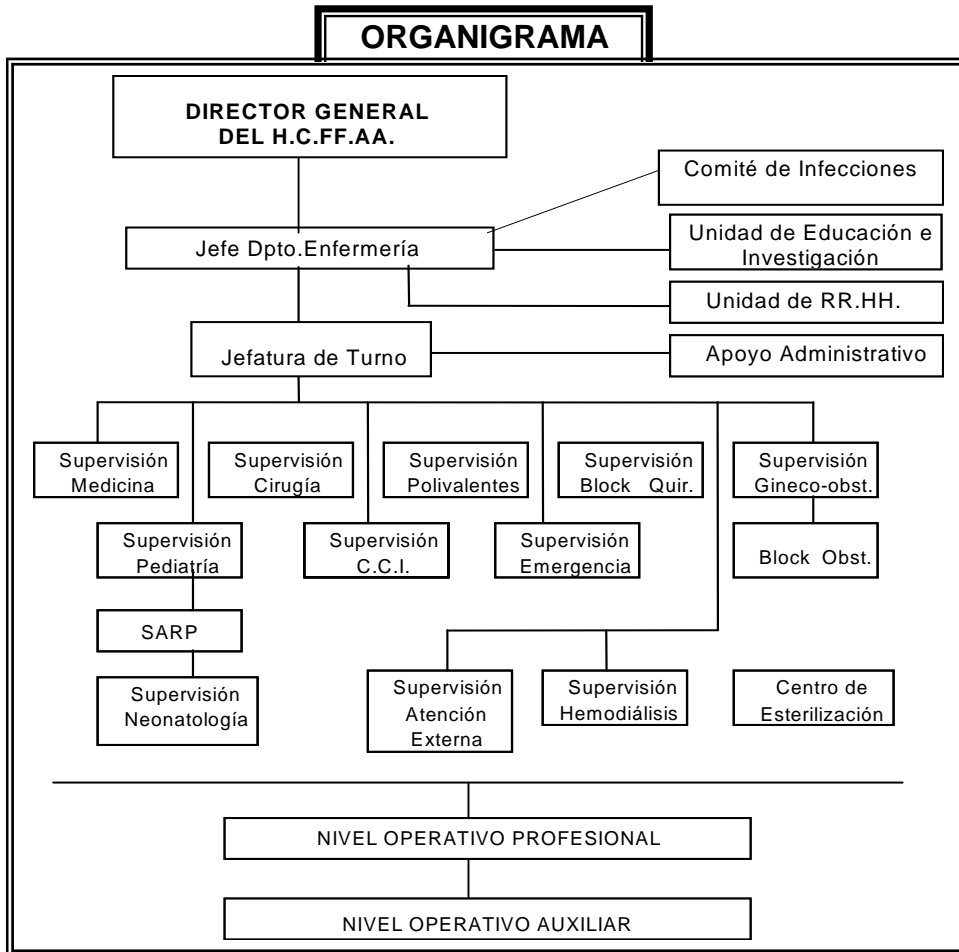 ORGANIGRAMA
DIRECTOR GENERAL
DEL H.C.FF.AA.
Comité de Infecciones
Jefe Dpto.Enfermería
Unidad de Educación e
Investigación
Unidad de RR.HH.
Jefatura de Turno
Apoyo Administrativo
Supervisión
Medicina
Supervisión
Cirugía
Supervisión
Polivalentes
Supervisión
Block Quir.
Supervisión
Gineco-obst.
Supervisión
Pediatría
Supervisión
C.C.I.
Supervisión
Emergencia
Block Obst.
SARP
Supervisión
Neonatología
Supervisión
Atención
Externa
Supervisión
Hemodiálisis
Centro de
Esterilización
NIVEL OPERATIVO PROFESIONAL
NIVEL OPERATIVO AUXILIAR